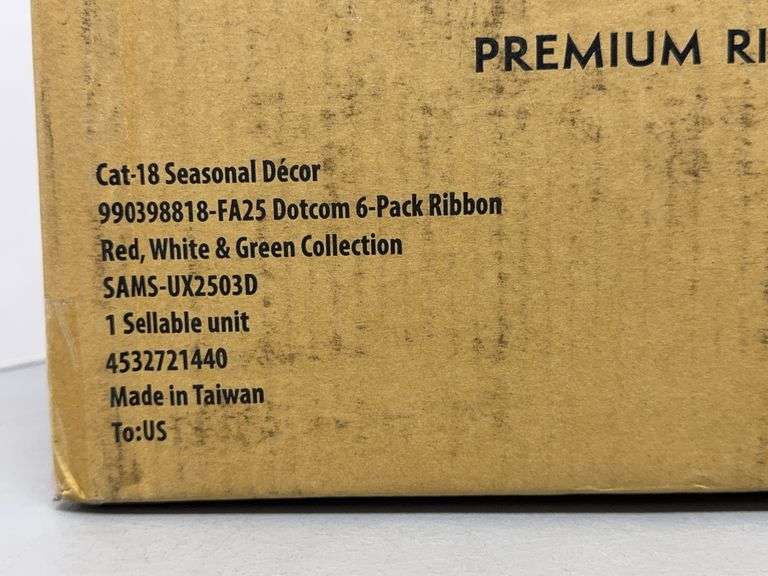 PREMIUM RI
Cat-18 Seasonal Décor
990398818-FA25 Dotcom 6-Pack Ribbon
Red, White & Green Collection
SAMS-UX2503D
1 Sellable unit
4532721440
Made in Taiwan
To:US